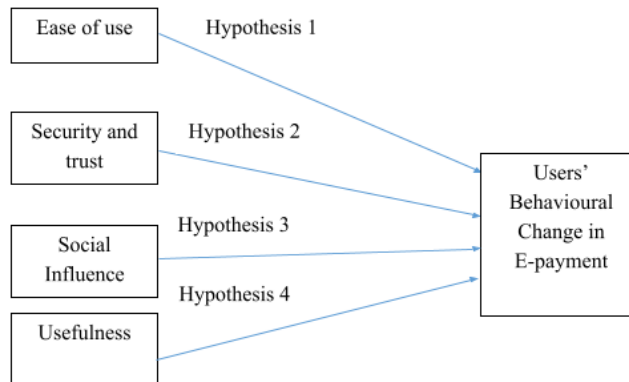 Ease of use
Hypothesis 1
Security and
trust
Hypothesis 2
Social
Influence
Hypothesis 3
Usefulness
Hypothesis 4
Users’
Behavioural
Change in
E-payment